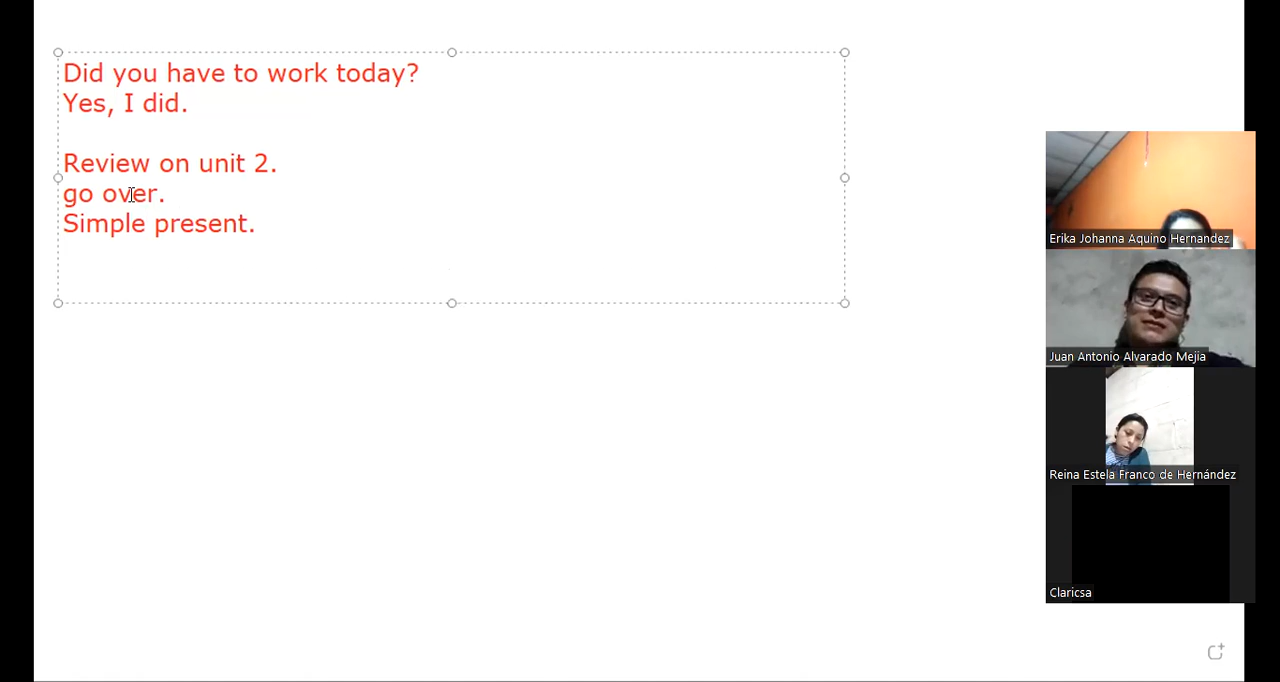 Did you have to work today?
Yes, I did.
Review on unit 2.
go over.
Simple present.
Erika Johanna Aquino Hernandez
Juan Antonio Alvarado Mejia
Reina Estela Franco de Hernández
Claricsa